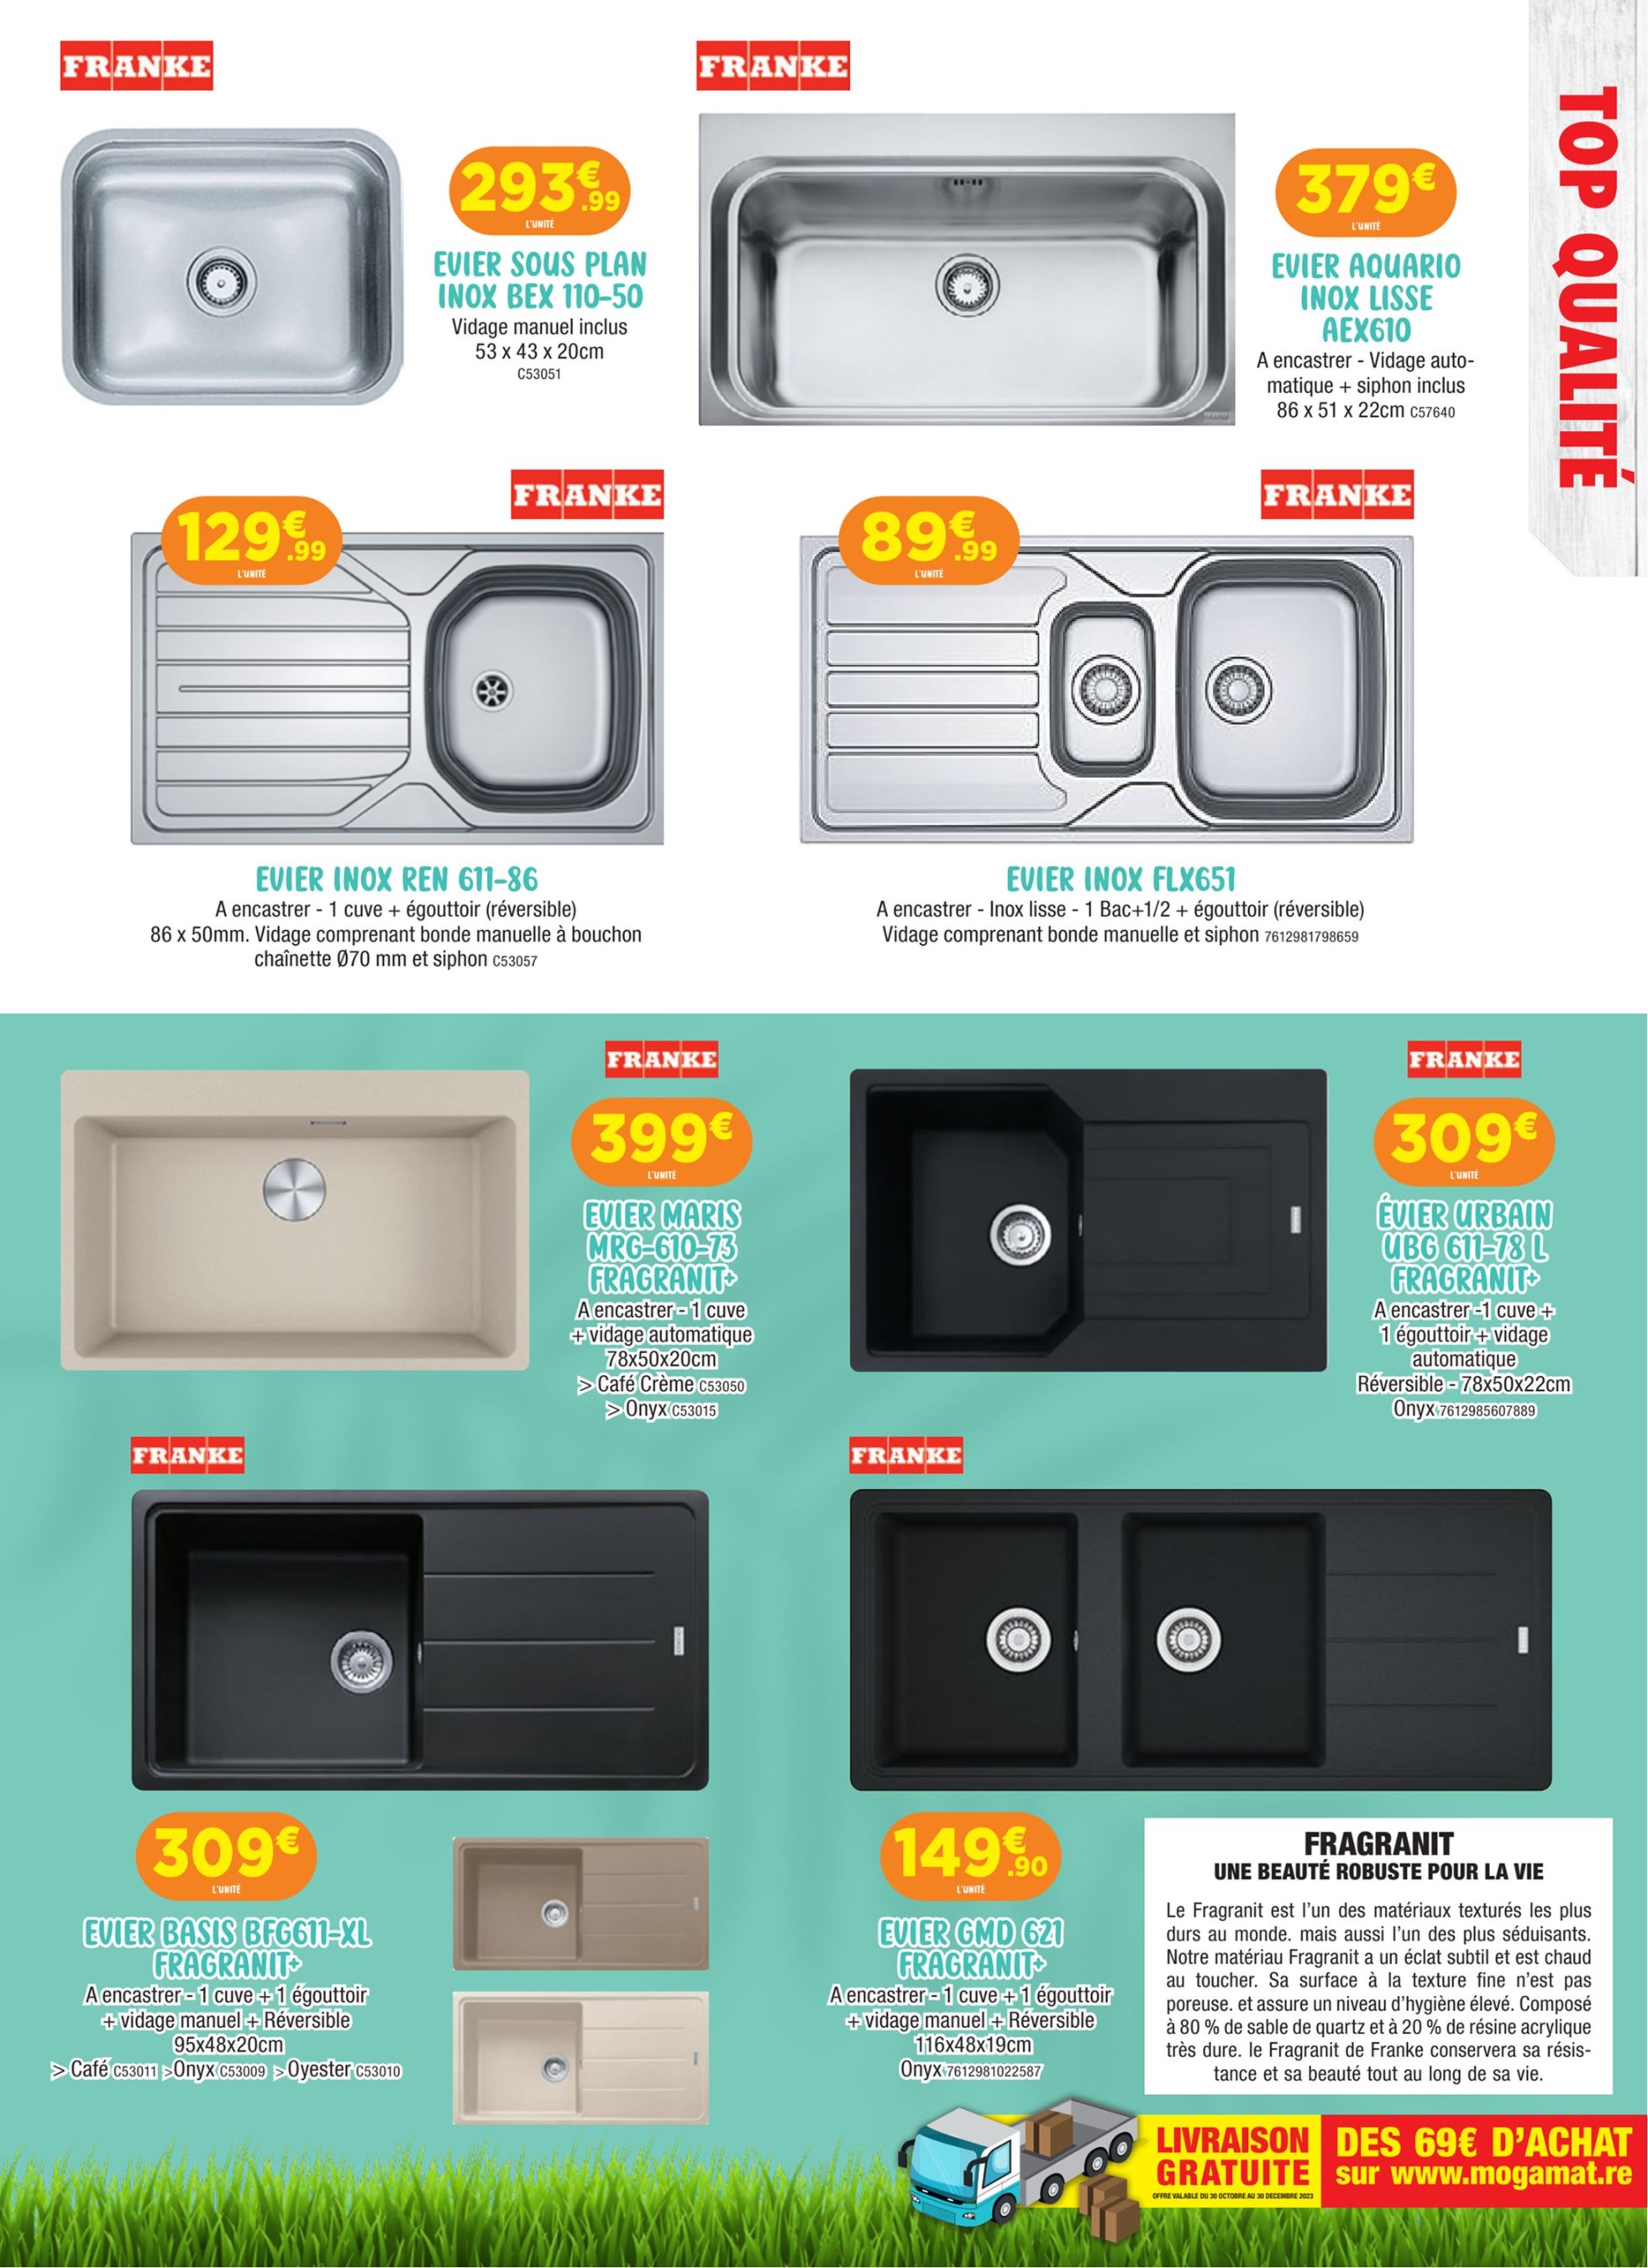 FRANKE
293€.99
L'UNITÉ
EVIER SOUS PLAN
INOX BEX 110-50
Vidage manuel inclus
53 x 43 x 20cm
C53051
FRANKE
379€
L'UNITÉ
EVIER AQUARIO
INOX LISSE
AEX610
A encastrer - Vidage auto-
matique + siphon inclus
86 x 51 x 22cm C57640
TOP QUALITÉ
FRANKE
129€.99
L'UNITÉ
EVIER INOX REN 611-86
A encastrer - 1 cuve + égouttoir (réversible)
86 x 50mm. Vidage comprenant bonde manuelle à bouchon
chaînette Ø70 mm et siphon C53057
FRANKE
89€.99
L'UNITÉ
EVIER INOX FLX651
A encastrer - Inox lisse - 1 Bac+1/2 + égouttoir (réversible)
Vidage comprenant bonde manuelle et siphon 7612981798659
FRANKE
399€
L'UNITÉ
EVIER MARIS
MRG-610-73
FRAGRANIT+
A encastrer - 1 cuve
+ vidage automatique
78x50x20cm
> Café Crème C53050
> Onyx C53015
FRANKE
309€
L'UNITÉ
ÉVIER URBAIN
UBG 611-78 L
FRAGRANIT+
A encastrer -1 cuve +
1 égouttoir + vidage
automatique
Réversible - 78x50x22cm
Onyx 7612985607889
FRANKE
309€
L'UNITÉ
EVIER BASIS BFG611-XL
FRAGRANIT+
A encastrer - 1 cuve + 1 égouttoir
+ vidage manuel + Réversible
95x48x20cm
> Café C53011 >Onyx C53009 > Oyester C53010
FRANKE
149€.90
L'UNITÉ
EVIER GMD 621
FRAGRANIT+
A encastrer - 1 cuve + 1 égouttoir
+ vidage manuel + Réversible
116x48x19cm
Onyx 7612981022587
FRAGRANIT
UNE BEAUTÉ ROBUSTE POUR LA VIE
Le Fragranit est l'un des matériaux texturés les plus
durs au monde. mais aussi l'un des plus séduisants.
Notre matériau Fragranit a un éclat subtil et est chaud
au toucher. Sa surface à la texture fine n'est pas
poreuse. et assure un niveau d'hygiène élevé. Composé
à 80 % de sable de quartz et à 20 % de résine acrylique
très dure. le Fragranit de Franke conservera sa résis-
tance et sa beauté tout au long de sa vie.
LIVRAISON
GRATUITE
OFFRE VALABLE DU 30 OCTOBRE AU 30 DECEMBRE 2023
DES 69€ D'ACHAT
sur www.mogamat.re